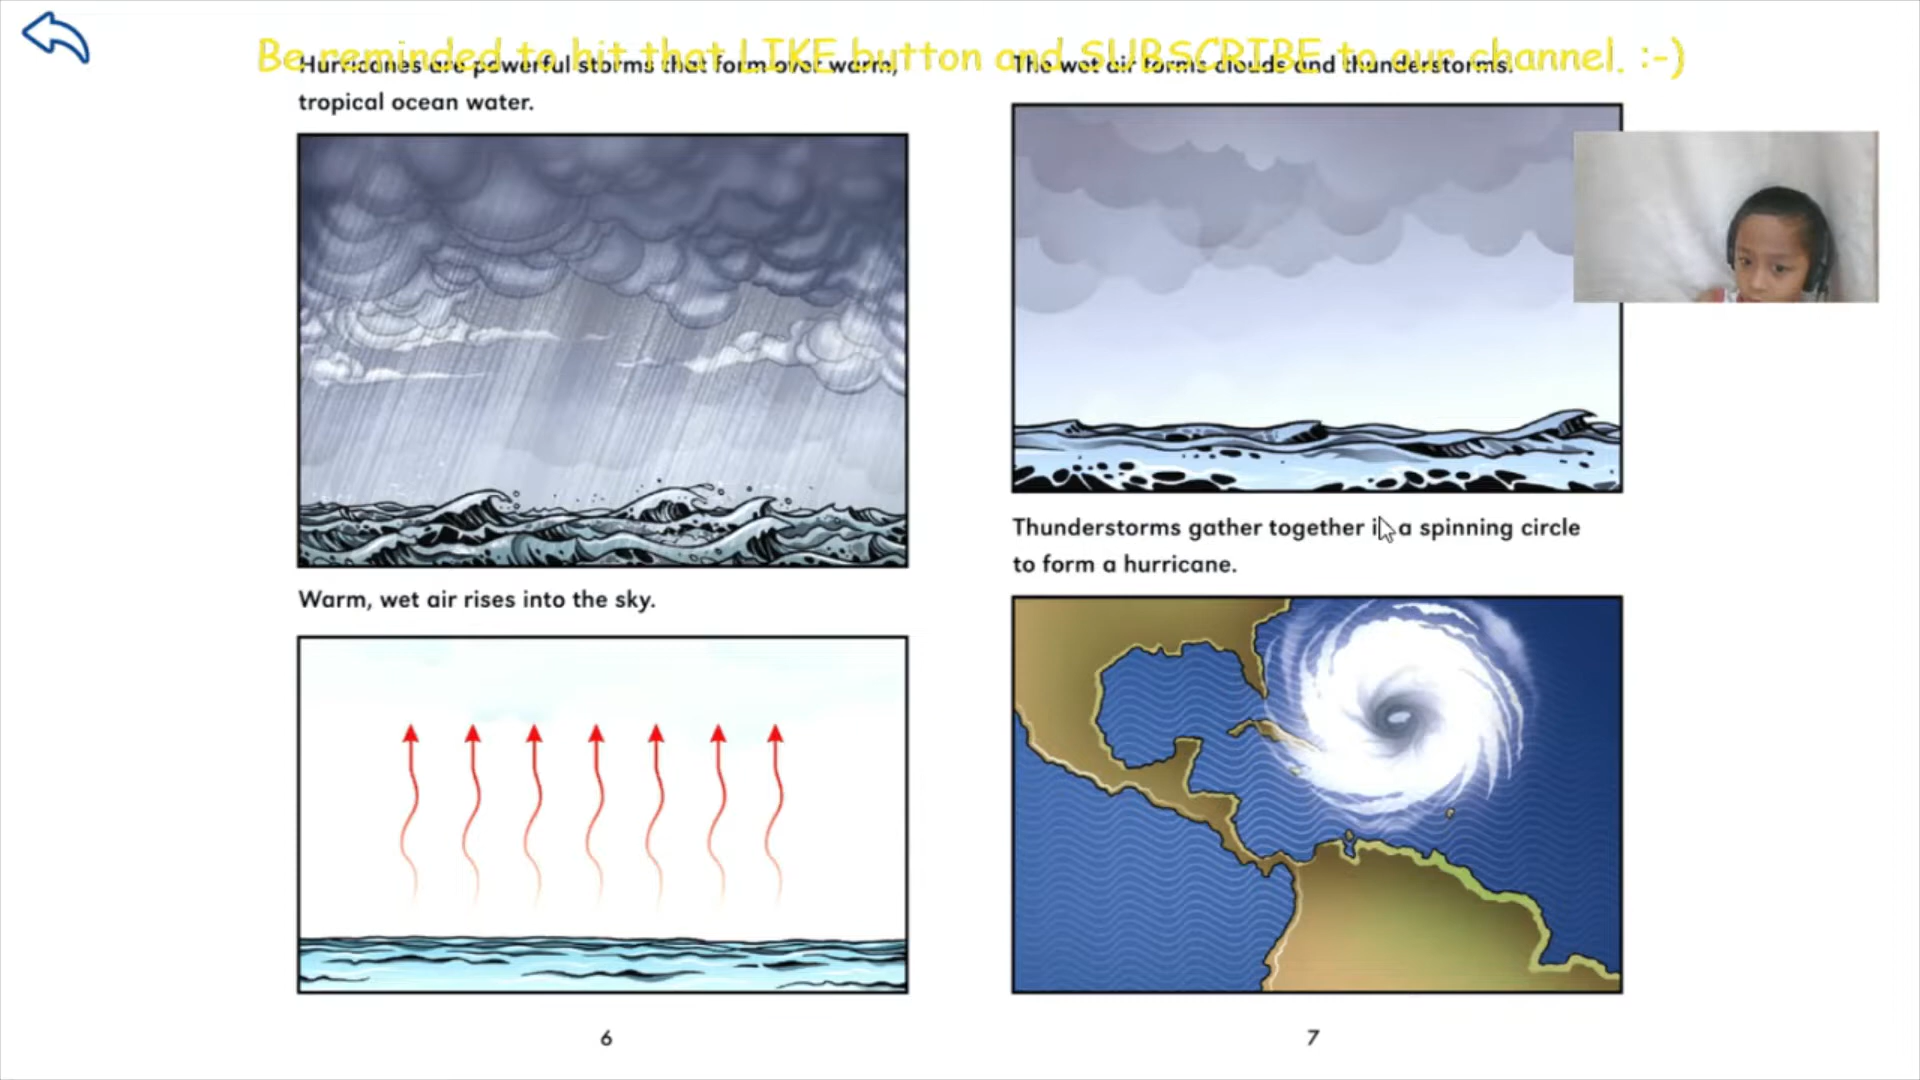 Be reminded to hit that LIKE button and SUBSCRIBE to our channel. :-)
Hurricanes are powerful storms that form over warm,
tropical ocean water.
Warm, wet air rises into the sky.
6
The wet air forms clouds and thunderstorms.
Thunderstorms gather together in a spinning circle
to form a hurricane.
7